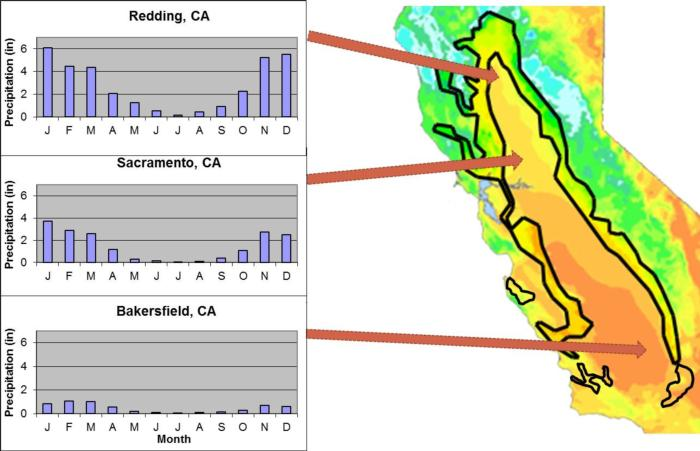 Redding, CA
Precipitation (in)
6
4
2
0
J F M A M J J A S O N D
Sacramento, CA
Precipitation (in)
6
4
2
0
J F M A M J J A S O N D
Bakersfield, CA
Precipitation (in)
6
4
2
0
J F M A M J J A S O N D
Month